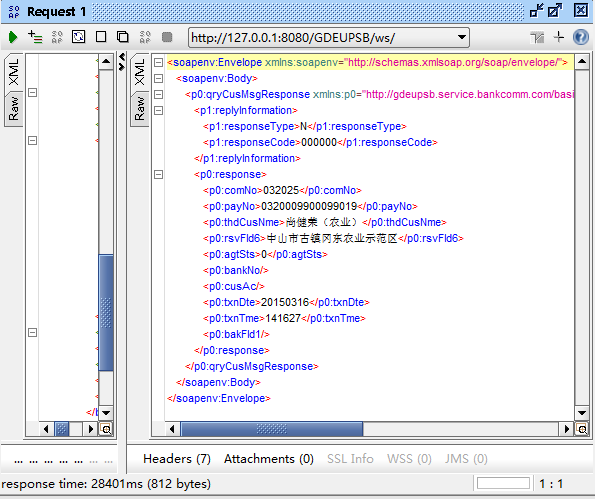 Request 1
http://127.0.0.1:8080/GDEUPSB/ws/
XML
Raw
XML
Raw
<soapenv:Envelope xmlns:soapenv="http://schemas.xmlsoap.org/soap/envelope/">
<soapenv:Body>
<p0:qryCusMsgResponse xmlns:p0="http://gdeupsb.service.bankcomm.com/basi
<p1:replyInformation>
<p1:responseType>N</p1:responseType>
<p1:responseCode>000000</p1:responseCode>
</p1:replyInformation>
<p0:response>
<p0:comNo>032025</p0:comNo>
<p0:payNo>0320009900099019</p0:payNo>
<p0:thdCusNme>尚健荣（农业）</p0:thdCusNme>
<p0:rsvFld6>中山市古镇冈东农业示范区</p0:rsvFld6>
<p0:agtSts>0</p0:agtSts>
<p0:bankNo/>
<p0:cusAc/>
<p0:txnDte>20150316</p0:txnDte>
<p0:txnTme>141627</p0:txnTme>
<p0:bakFld1/>
</p0:response>
</p0:qryCusMsgResponse>
</soapenv:Body>
</soapenv:Envelope>
... ... ... ... ... ... ...
Headers (7) Attachments (0) SSL Info WSS (0) JMS (0)
response time: 28401ms (812 bytes)
1 : 1